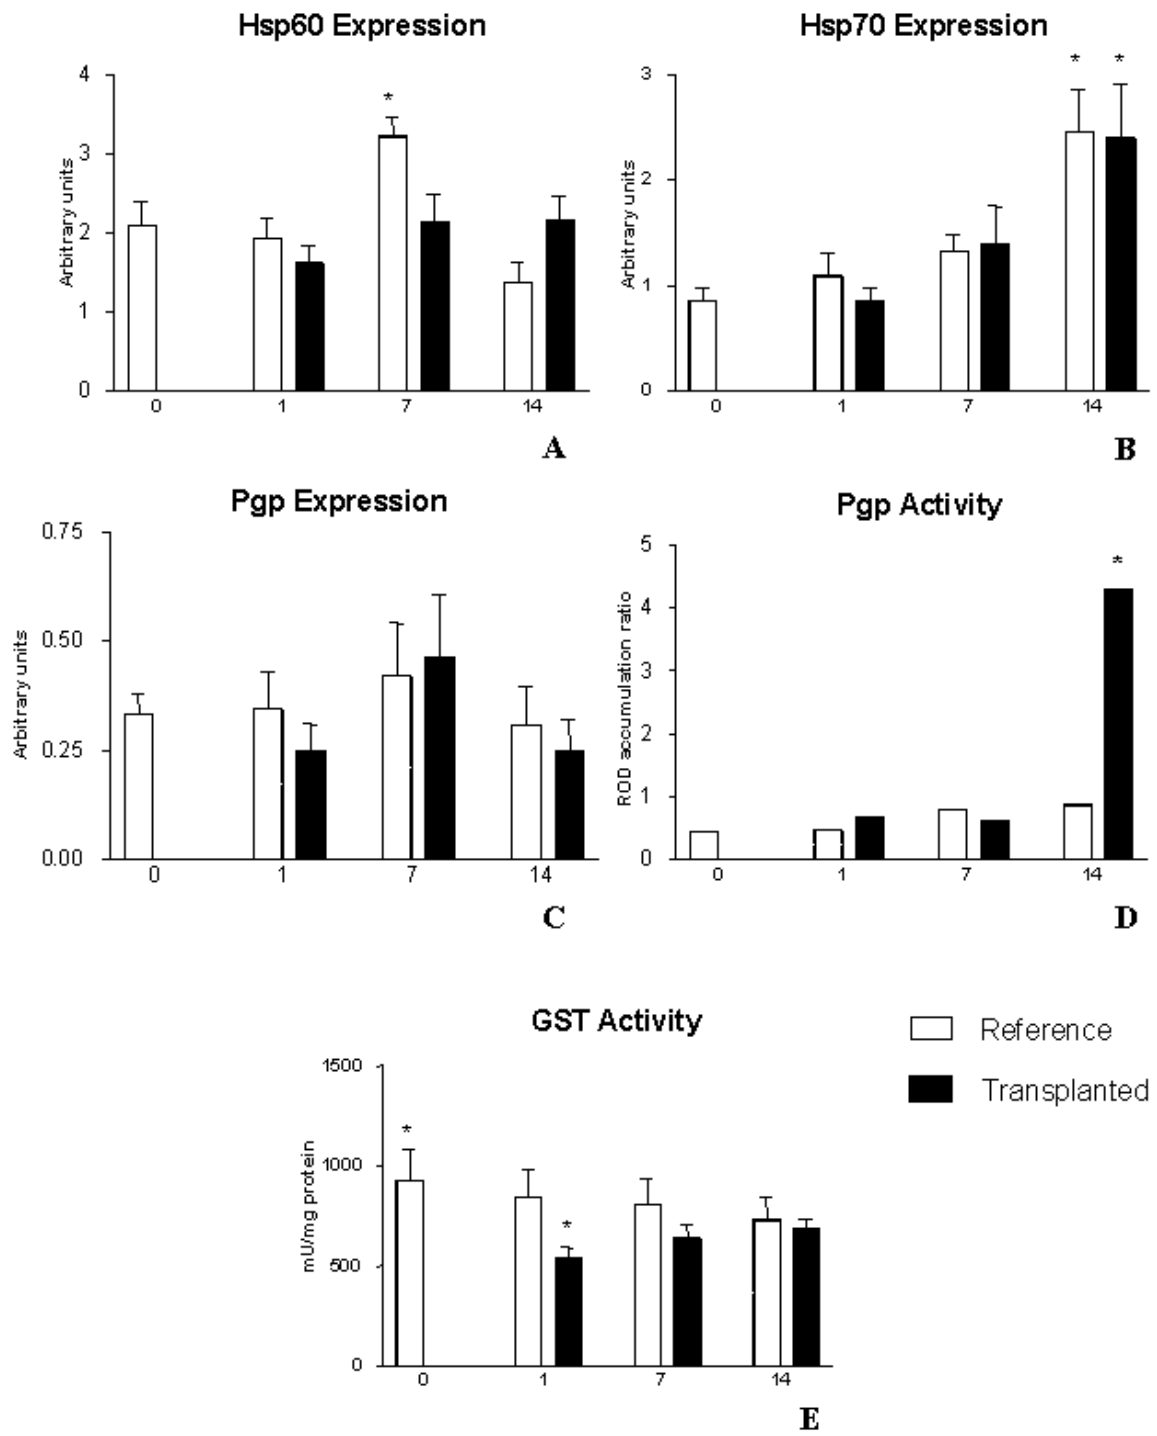 Hsp60 Expression
Arbitrary units
4
*
3
2
1
0
0 1 7 14
A
Hsp70 Expression
Arbitrary units
* *
3
2
1
0
0 1 7 14
B
Pgp Expression
Arbitrary units
0.75
0.50
0.25
0.00
0 1 7 14
C
Pgp Activity
ROD accumulation ratio
5
*
4
3
2
1
0
0 1 7 14
D
GST Activity
mU/mg protein
1500
*
1000
*
500
0
0 1 7 14
E
Reference
Transplanted